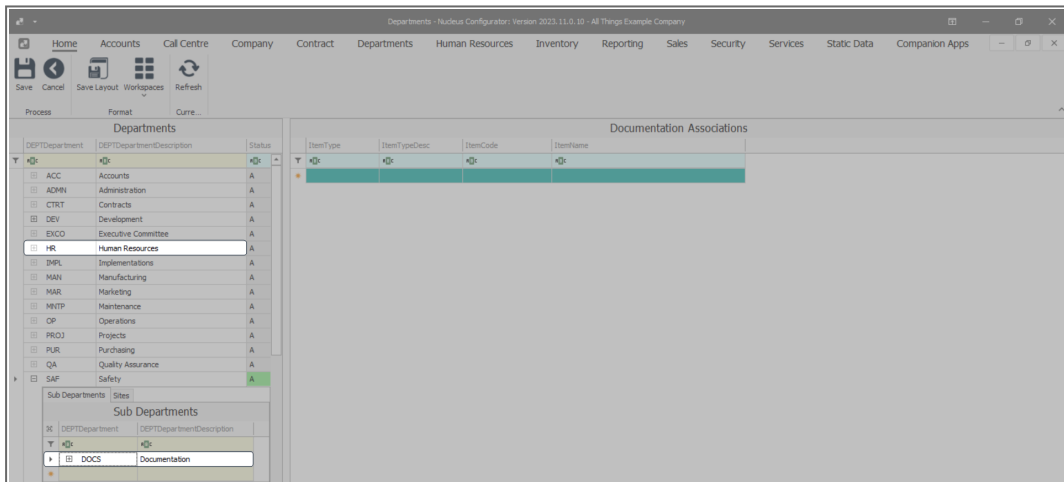 Departments - Nucleus Configurator: Version 2023.11.0.10 - All Things Example Company
Home Accounts Call Centre Company Contract Departments Human Resources Inventory Reporting Sales Security Services Static Data Companion Apps
Save Cancel Save Layout Workspaces Refresh
Process Format Curre...
Departments
DEPTDepartment DEPTDepartmentDescription Status
ACC Accounts A
ADMN Administration A
CTRT Contracts A
DEV Development A
EXCO Executive Committee A
HR Human Resources A
IMPL Implementations A
MAN Manufacturing A
MAR Marketing A
MNTP Maintenance A
OP Operations A
PROJ Projects A
PUR Purchasing A
QA Quality Assurance A
SAF Safety A
Sub Departments Sites
Sub Departments
DEPTDepartment DEPTDepartmentDescription
DOCS Documentation
Documentation Associations
ItemType ItemTypeDesc ItemCode ItemName